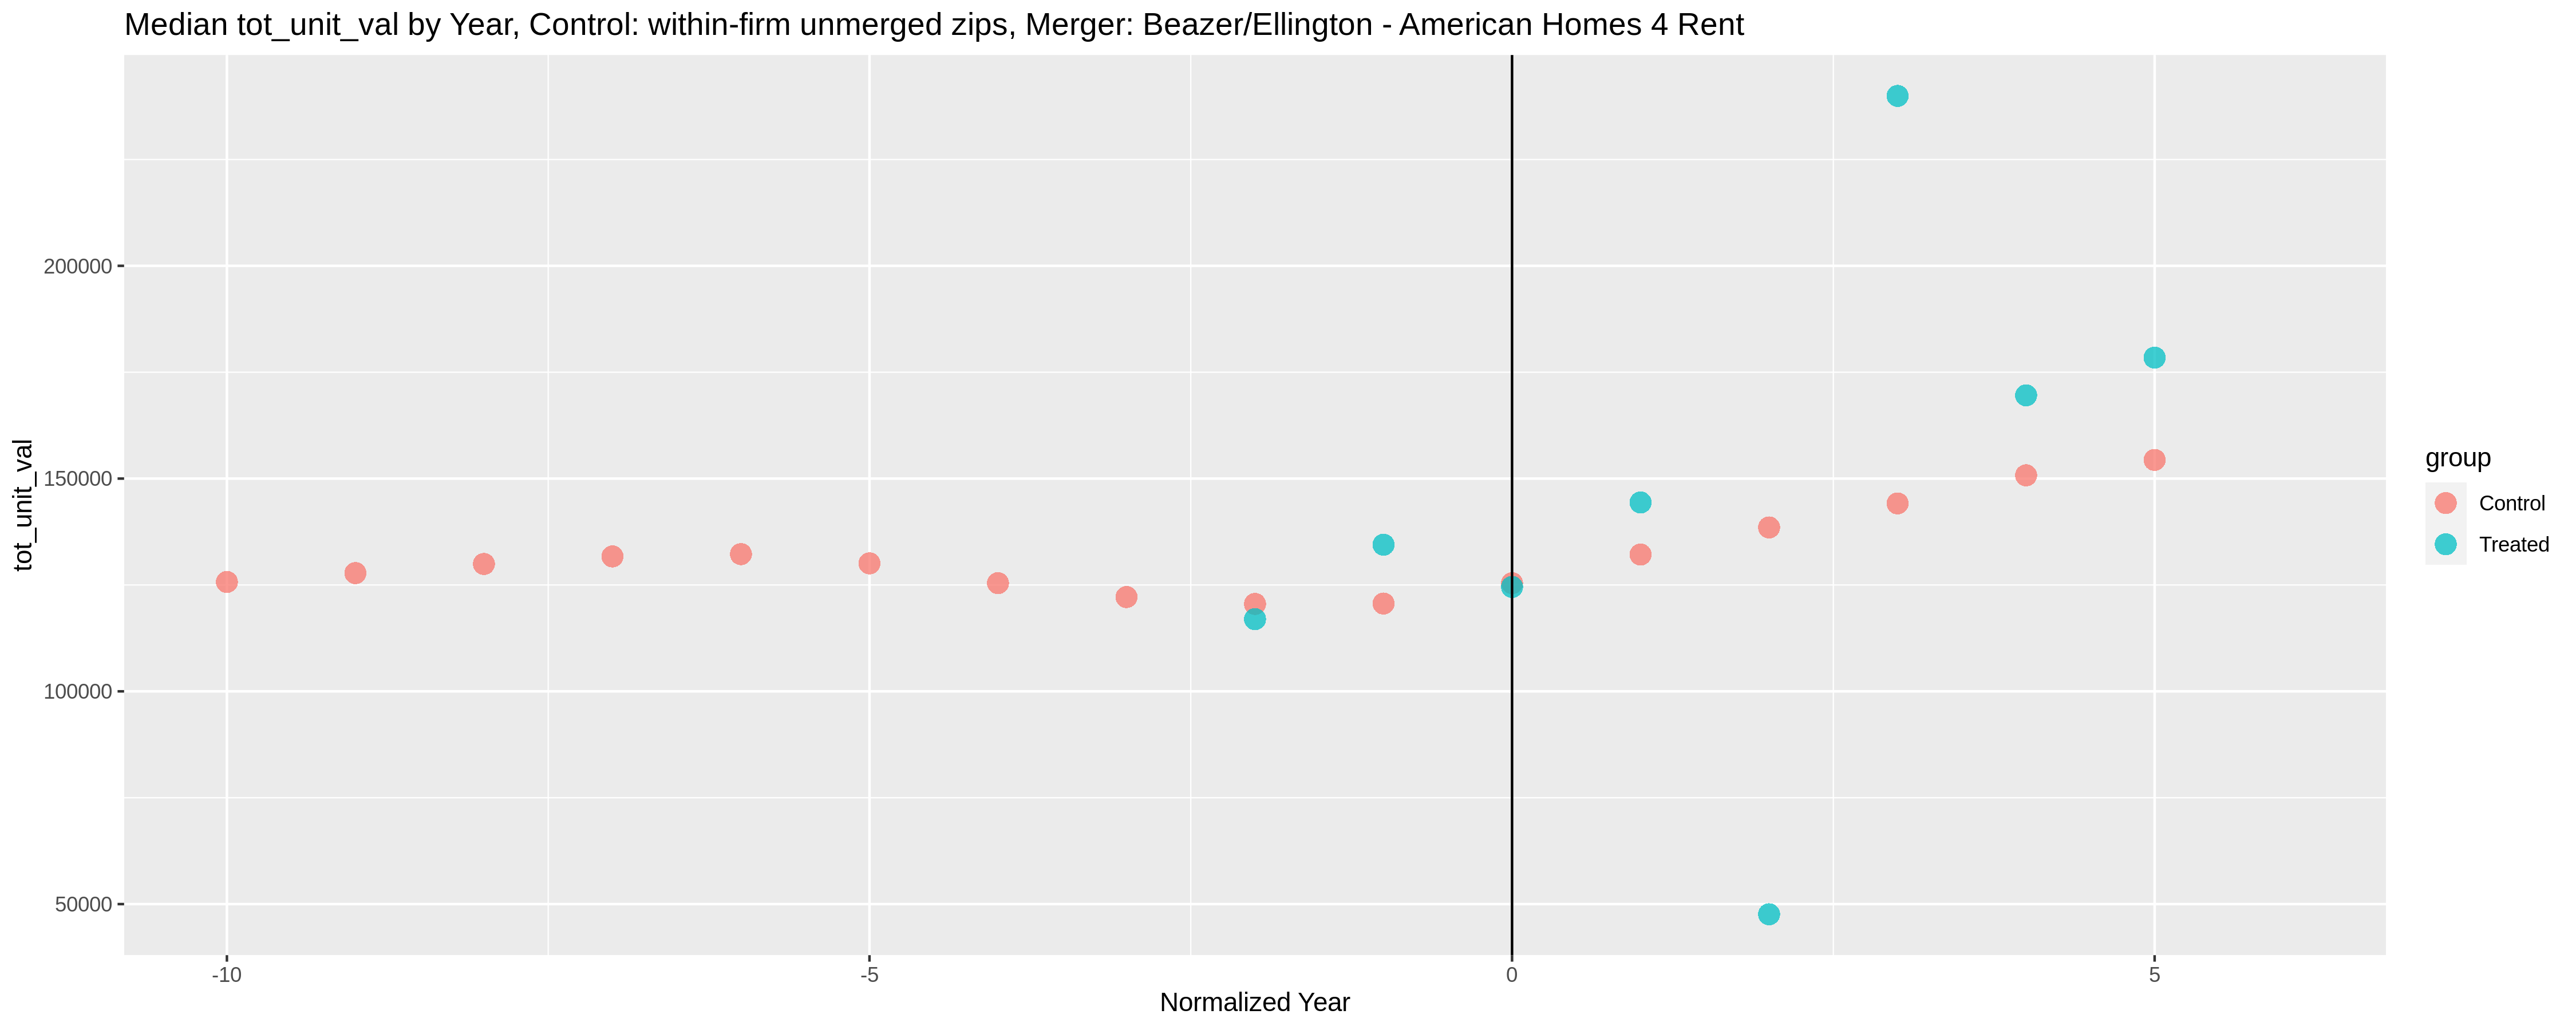 Median tot_unit_val by Year, Control: within-firm unmerged zips, Merger: Beazer/Ellington - American Homes 4 Rent
tot_unit_val
200000
150000
100000
50000
-10
-5
0
5
Normalized Year
group
Control
Treated